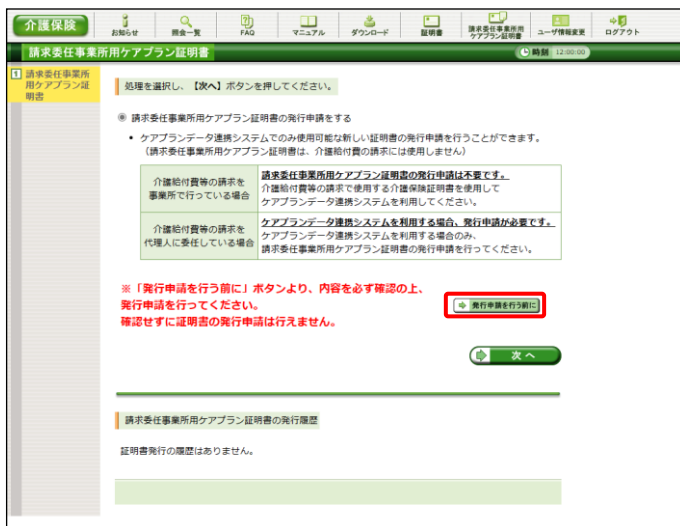 介護保険
お知らせ
照会一覧
FAQ
マニュアル
ダウンロード
証明書
請求委任事業所用
ケアプラン証明書
ユーザ情報変更
ログアウト
請求委任事業所用ケアプラン証明書
時刻 12:00:00
1 請求委任事業所
用ケアプラン証
明書
処理を選択し、【次へ】ボタンを押してください。
請求委任事業所用ケアプラン証明書の発行申請をする
• ケアプランデータ連携システムでのみ使用可能な新しい証明書の発行申請を行うことができます。
（請求委任事業所用ケアプラン証明書は、介護給付費の請求には使用しません）
介護給付費等の請求を
事業所で行っている場合
請求委任事業所用ケアプラン証明書の発行申請は不要です。
介護給付費等の請求で使用する介護保険証明書を使用して
ケアプランデータ連携システムを利用してください。
介護給付費等の請求を
代理人に委任している場合
ケアプランデータ連携システムを利用する場合、発行申請が必要です。
ケアプランデータ連携システムを利用する場合のみ、
請求委任事業所用ケアプラン証明書の発行申請を行ってください。
※「発行申請を行う前に」ボタンより、内容を必ず確認の上、
発行申請を行ってください。
確認せずに証明書の発行申請は行えません。
発行申請を行う前に
次へ
請求委任事業所用ケアプラン証明書の発行履歴
証明書発行の履歴はありません。